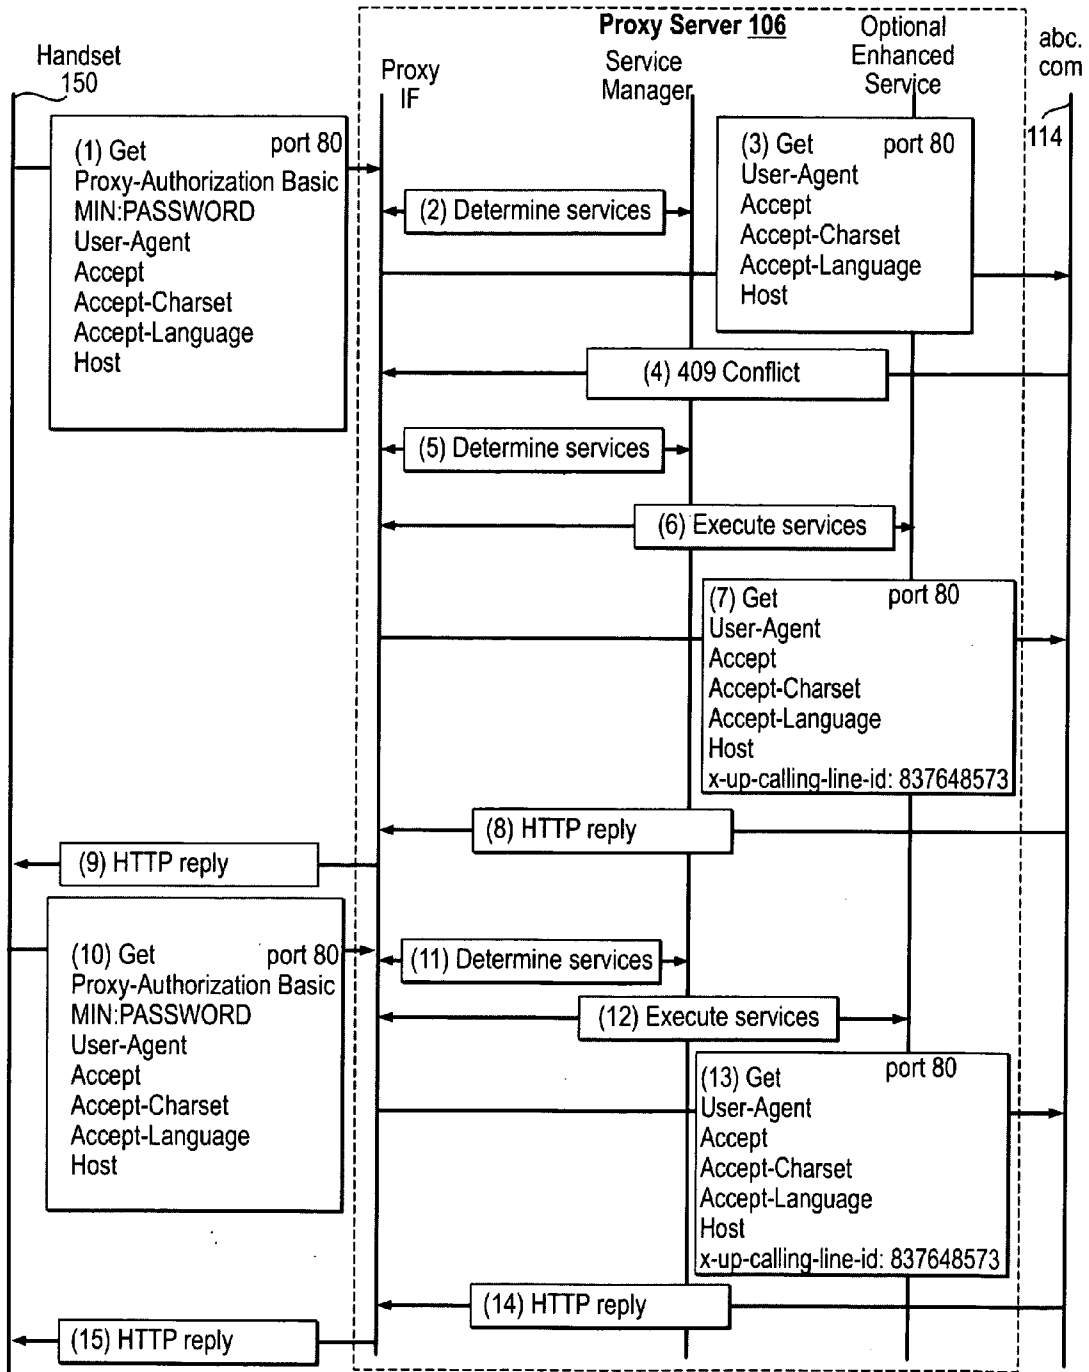 Proxy Server 106
Handset
150
Proxy
IF
Service
Manager
Optional
Enhanced
Service
abc.
com
114
(1) Get port 80
Proxy-Authorization Basic
MIN:PASSWORD
User-Agent
Accept
Accept-Charset
Accept-Language
Host
(2) Determine services
(3) Get port 80
User-Agent
Accept
Accept-Charset
Accept-Language
Host
(4) 409 Conflict
(5) Determine services
(6) Execute services
(7) Get port 80
User-Agent
Accept
Accept-Charset
Accept-Language
Host
x-up-calling-line-id: 837648573
(8) HTTP reply
(9) HTTP reply
(10) Get port 80
Proxy-Authorization Basic
MIN:PASSWORD
User-Agent
Accept
Accept-Charset
Accept-Language
Host
(11) Determine services
(12) Execute services
(13) Get port 80
User-Agent
Accept
Accept-Charset
Accept-Language
Host
x-up-calling-line-id: 837648573
(14) HTTP reply
(15) HTTP reply